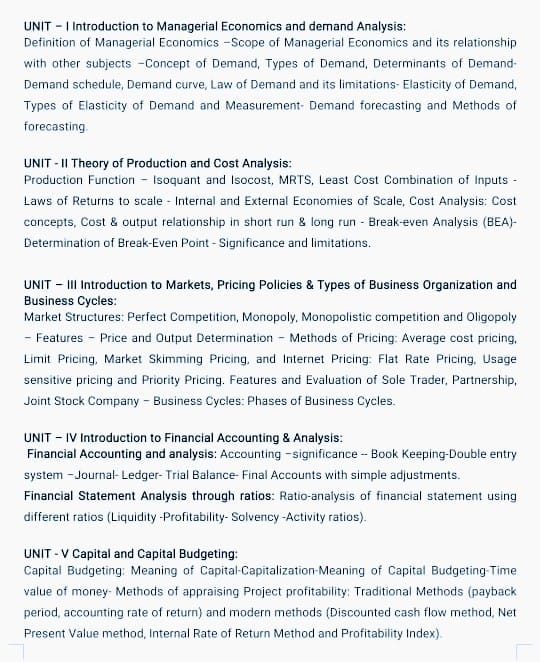 UNIT – I Introduction to Managerial Economics and demand Analysis:
Definition of Managerial Economics –Scope of Managerial Economics and its relationship
with other subjects –Concept of Demand, Types of Demand, Determinants of Demand-
Demand schedule, Demand curve, Law of Demand and its limitations- Elasticity of Demand,
Types of Elasticity of Demand and Measurement- Demand forecasting and Methods of
forecasting.
UNIT - II Theory of Production and Cost Analysis:
Production Function – Isoquant and Isocost, MRTS, Least Cost Combination of Inputs -
Laws of Returns to scale - Internal and External Economies of Scale, Cost Analysis: Cost
concepts, Cost & output relationship in short run & long run - Break-even Analysis (BEA)-
Determination of Break-Even Point - Significance and limitations.
UNIT – III Introduction to Markets, Pricing Policies & Types of Business Organization and
Business Cycles:
Market Structures: Perfect Competition, Monopoly, Monopolistic competition and Oligopoly
– Features – Price and Output Determination – Methods of Pricing: Average cost pricing,
Limit Pricing, Market Skimming Pricing, and Internet Pricing: Flat Rate Pricing, Usage
sensitive pricing and Priority Pricing. Features and Evaluation of Sole Trader, Partnership,
Joint Stock Company – Business Cycles: Phases of Business Cycles.
UNIT – IV Introduction to Financial Accounting & Analysis:
Financial Accounting and analysis: Accounting –significance -- Book Keeping-Double entry
system –Journal- Ledger- Trial Balance- Final Accounts with simple adjustments.
Financial Statement Analysis through ratios: Ratio-analysis of financial statement using
different ratios (Liquidity -Profitability- Solvency -Activity ratios).
UNIT - V Capital and Capital Budgeting:
Capital Budgeting: Meaning of Capital-Capitalization-Meaning of Capital Budgeting-Time
value of money- Methods of appraising Project profitability: Traditional Methods (payback
period, accounting rate of return) and modern methods (Discounted cash flow method, Net
Present Value method, Internal Rate of Return Method and Profitability Index).